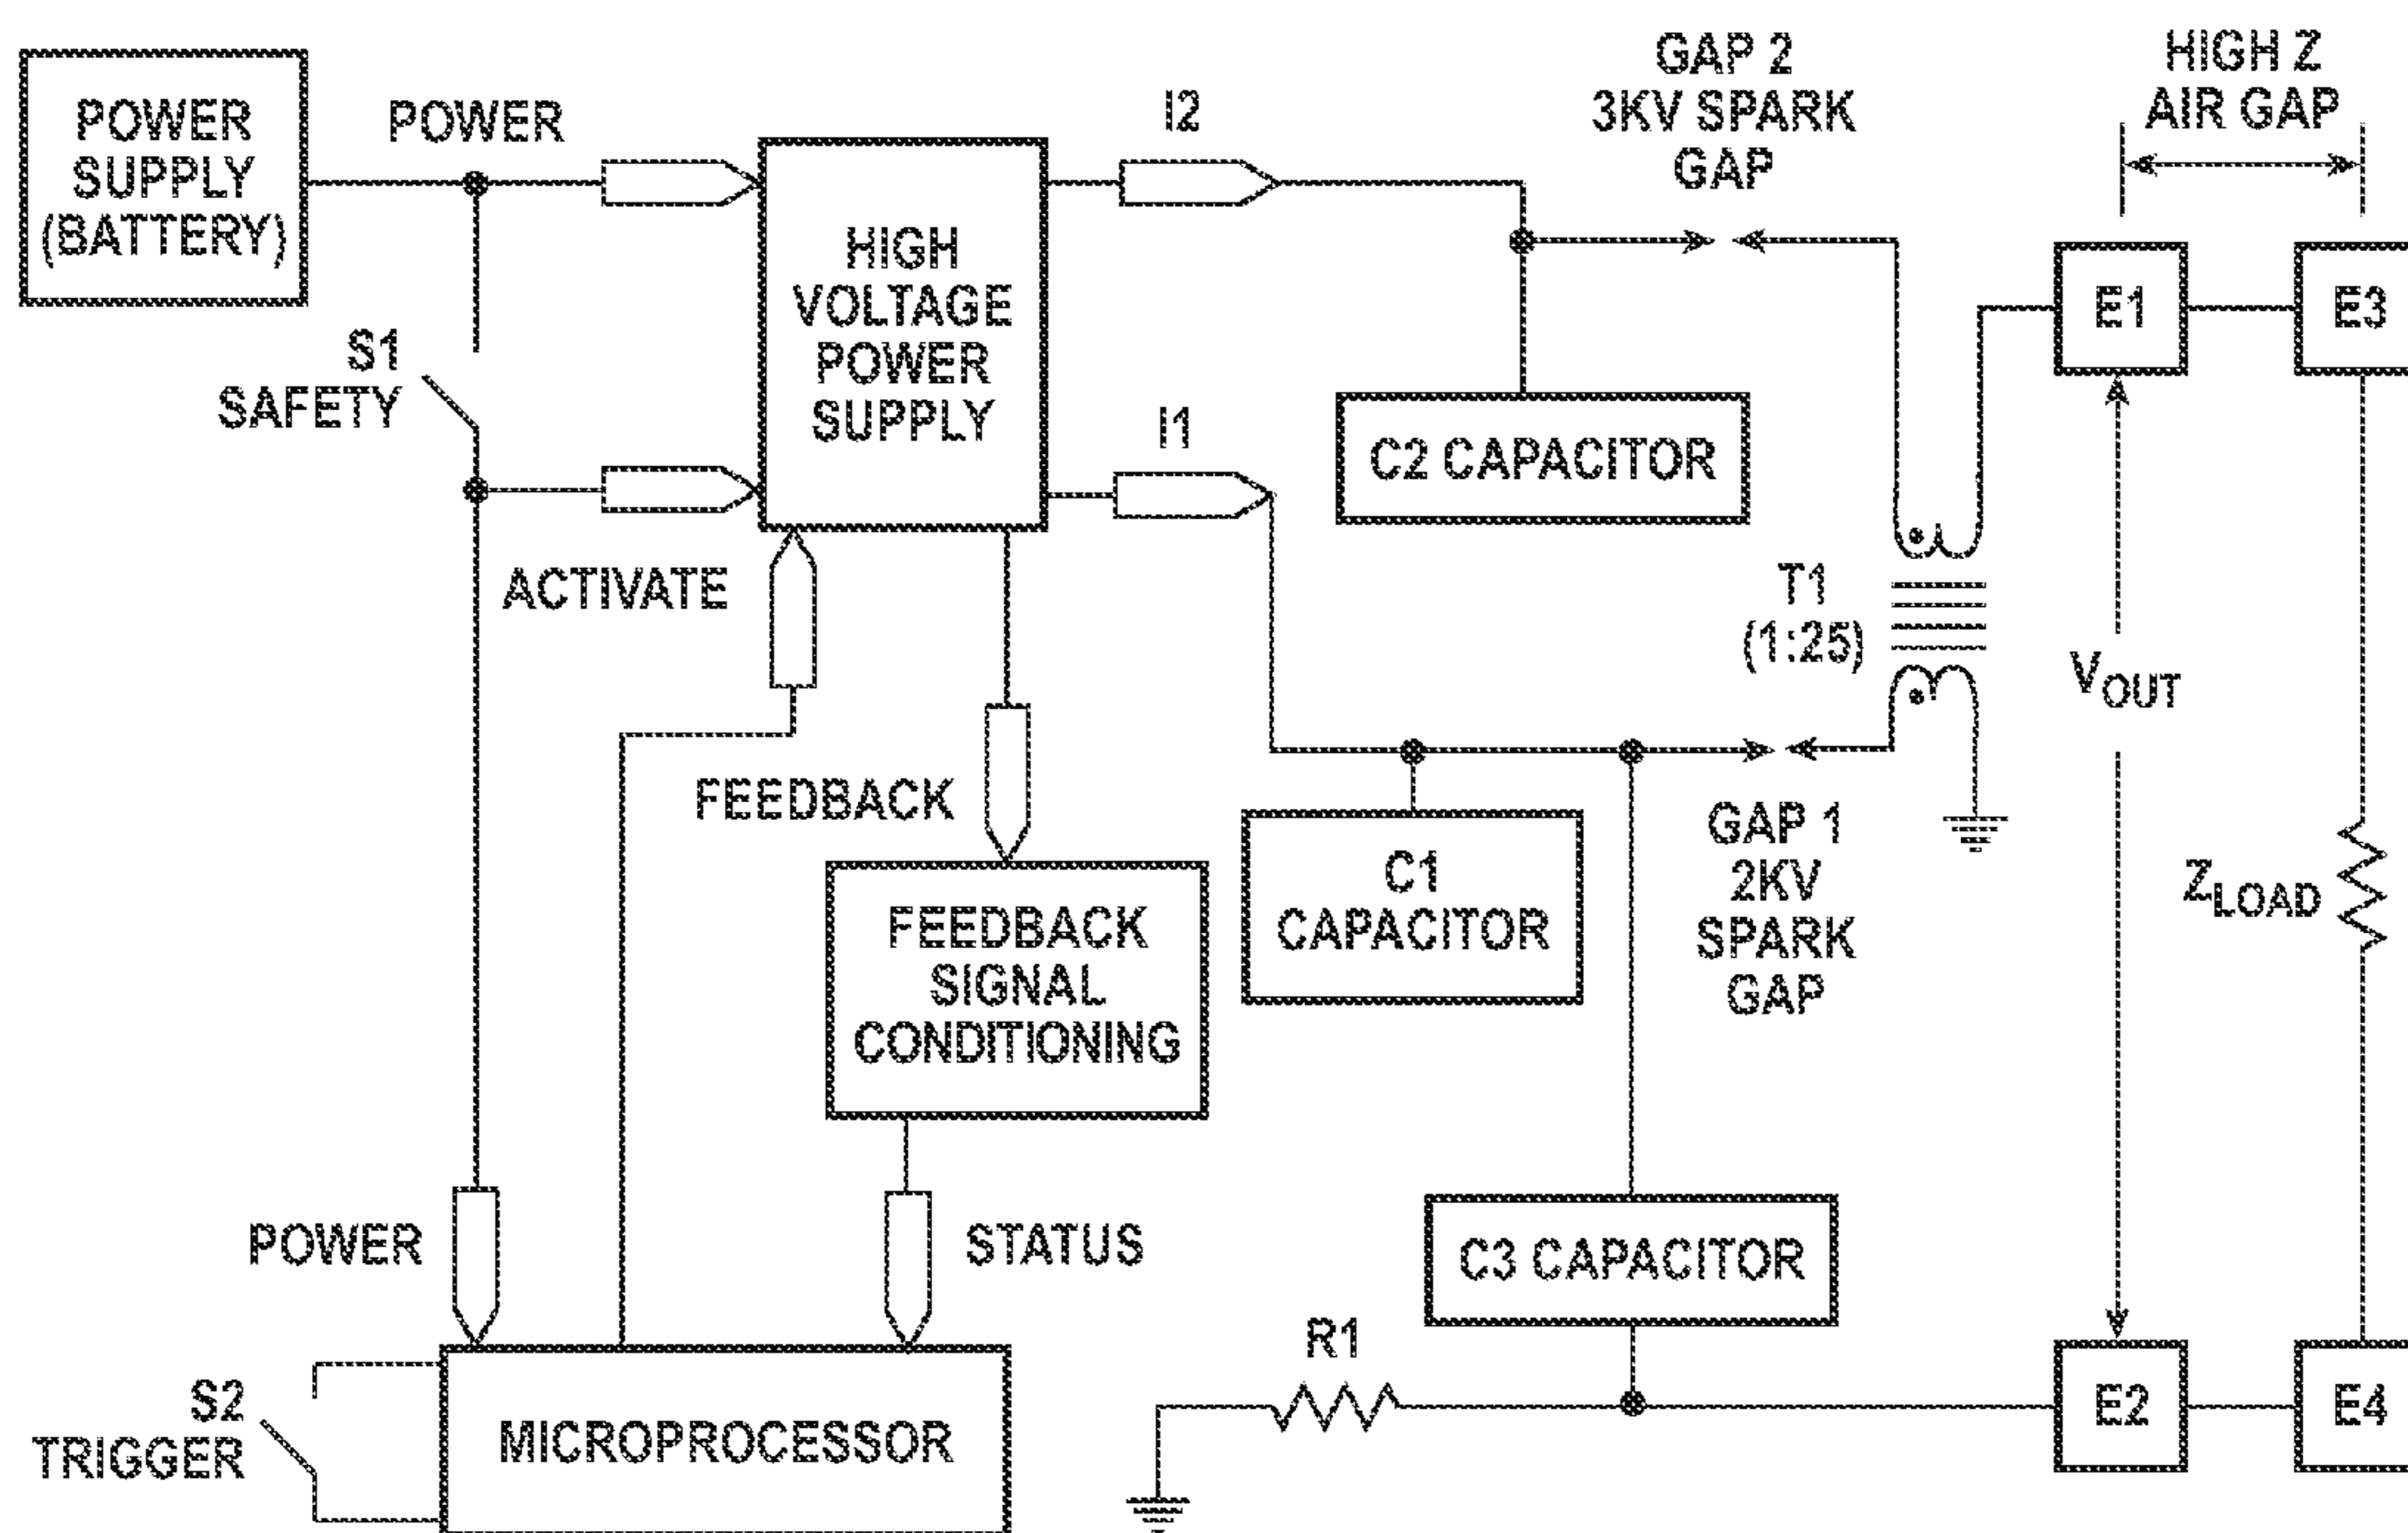 POWER
SUPPLY
(BATTERY)
POWER
S1
SAFETY
HIGH
VOLTAGE
POWER
SUPPLY
I2
GAP 2
3KV SPARK
GAP
HIGH Z
AIR GAP
E1
E3
C2 CAPACITOR
I1
ACTIVATE
T1
(1:25)
VOUT
FEEDBACK
FEEDBACK
SIGNAL
CONDITIONING
C1
CAPACITOR
GAP 1
2KV
SPARK
GAP
ZLOAD
POWER
STATUS
C3 CAPACITOR
S2
TRIGGER
MICROPROCESSOR
R1
E2
E4